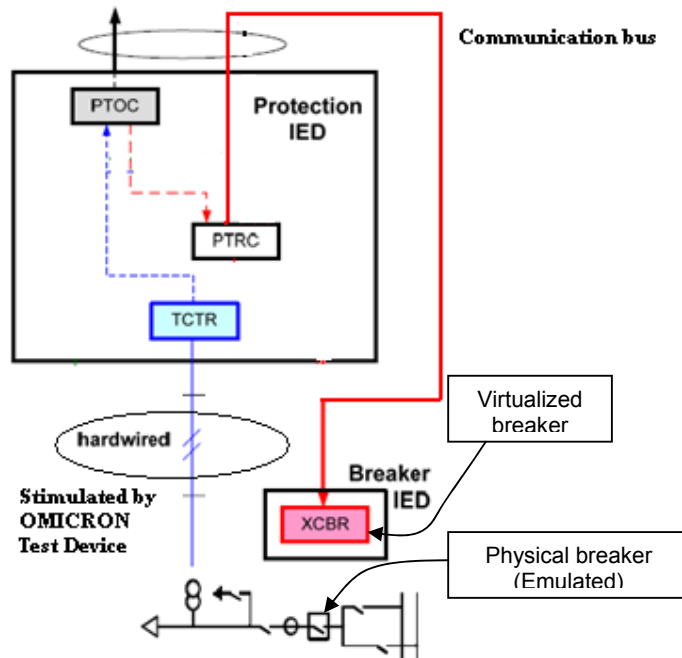 Communication bus
PTOC
Protection
IED
PTRC
TCTR
hardwired
Virtualized
breaker
Stimulated by
OMICRON
Test Device
Breaker
IED
XCBR
Physical breaker
(Emulated)